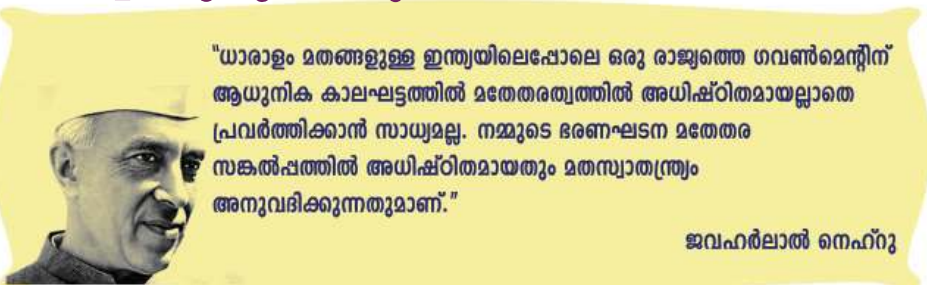 "ധാരാളം മതങ്ങളുള്ള ഇന്ത്യയിലെപ്പോലെ ഒരു രാജ്യത്തെ ഗവൺമെന്റിന്
ആധുനിക കാലഘട്ടത്തിൽ മതേതരത്വത്തിൽ അധിഷ്ഠിതമായല്ലാതെ
പ്രവർത്തിക്കാൻ സാധ്യമല്ല. നമ്മുടെ ഭരണഘടന മതേതര
സങ്കൽപ്പത്തിൽ അധിഷ്ഠിതമായതും മതസ്വാതന്ത്ര്യം
അനുവദിക്കുന്നതുമാണ്."
ജവഹർലാൽ നെഹ്റു